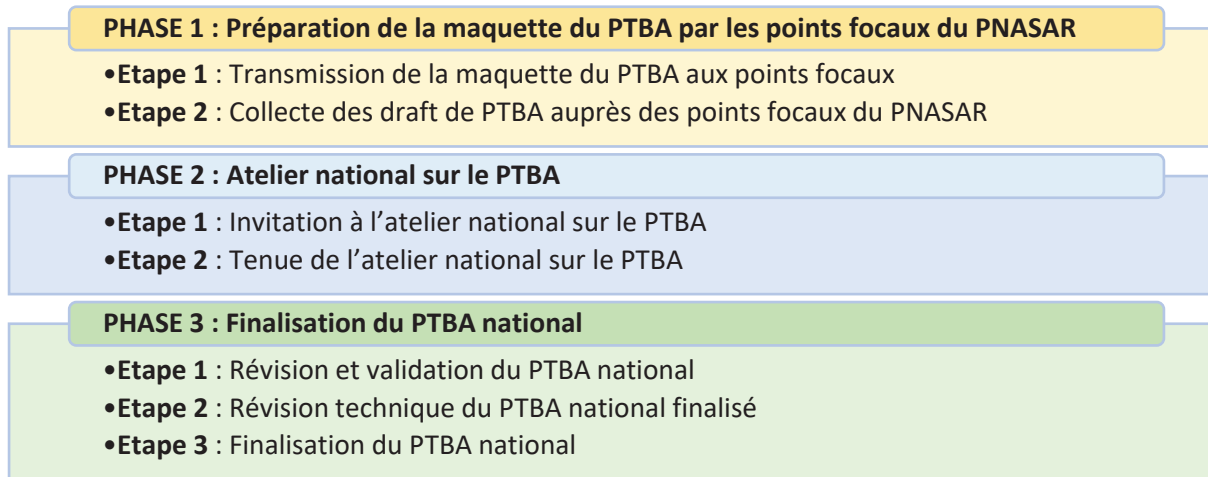 PHASE 1 : Préparation de la maquette du PTBA par les points focaux du PNASAR
•Etape 1 : Transmission de la maquette du PTBA aux points focaux
•Etape 2 : Collecte des draft de PTBA auprès des points focaux du PNASAR
PHASE 2 : Atelier national sur le PTBA
•Etape 1 : Invitation à l’atelier national sur le PTBA
•Etape 2 : Tenue de l’atelier national sur le PTBA
PHASE 3 : Finalisation du PTBA national
•Etape 1 : Révision et validation du PTBA national
•Etape 2 : Révision technique du PTBA national finalisé
•Etape 3 : Finalisation du PTBA national